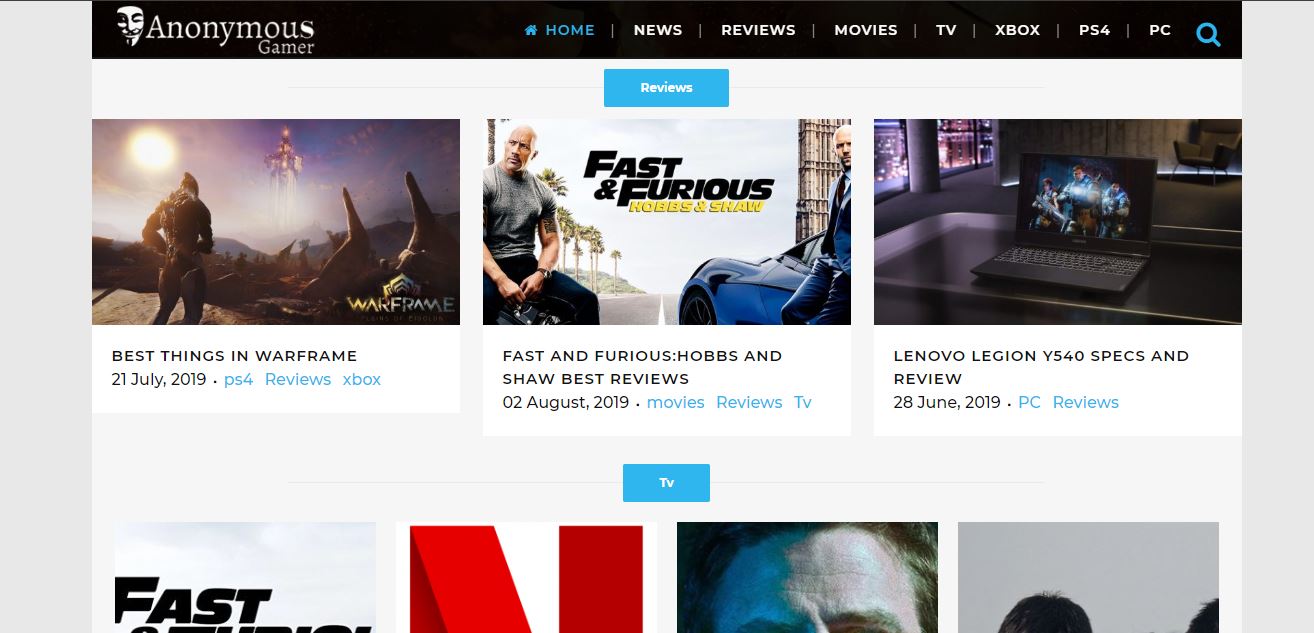 Anonymous
Gamer
HOME | NEWS | REVIEWS | MOVIES | TV | XBOX | PS4 | PC
Reviews
WARFRAME
PLAINS OF EIDOLON
FAST
& FURIOUS
HOBBS & SHAW
BEST THINGS IN WARFRAME
21 July, 2019 • ps4 Reviews xbox
FAST AND FURIOUS:HOBBS AND
SHAW BEST REVIEWS
02 August, 2019 • movies Reviews Tv
LENOVO LEGION Y540 SPECS AND
REVIEW
28 June, 2019 • PC Reviews
Tv
FAST